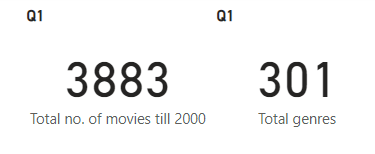 Q1 Q1
3883 301
Total no. of movies till 2000 Total genres